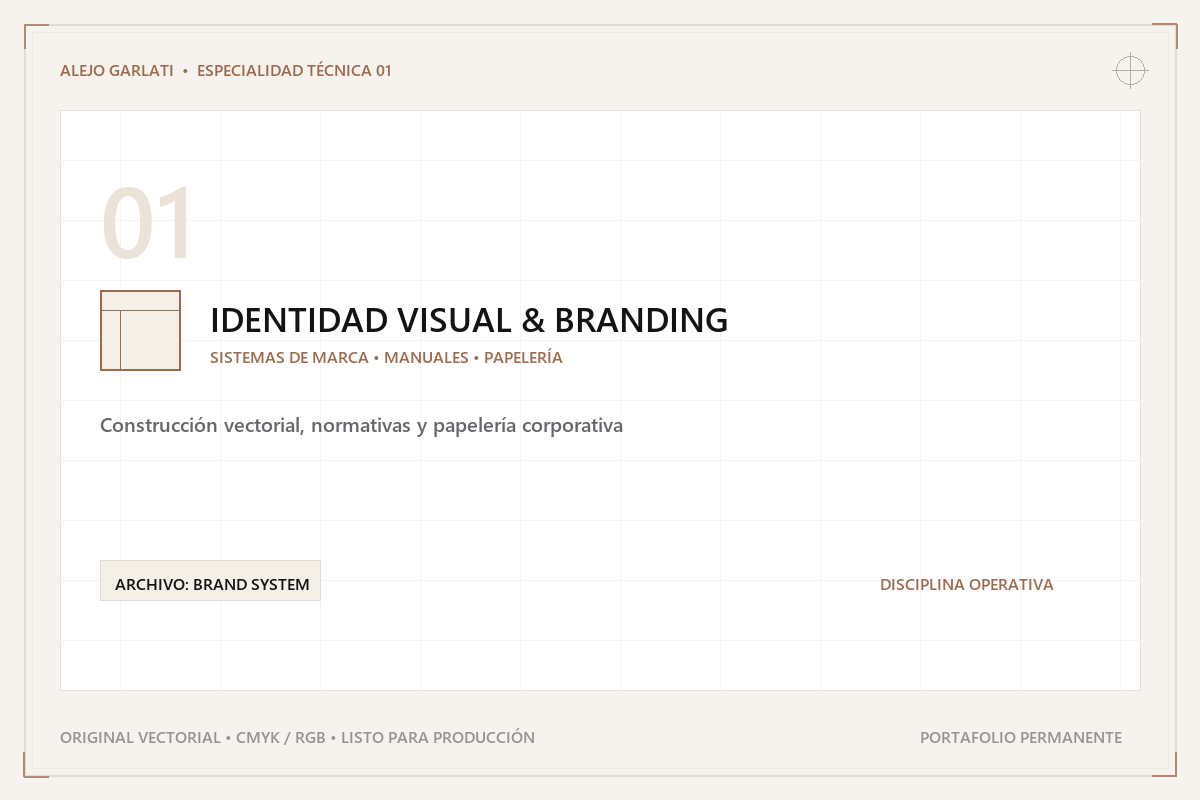 ALEJO GARLATI • ESPECIALIDAD TÉCNICA 01
01
IDENTIDAD VISUAL & BRANDING
SISTEMAS DE MARCA • MANUALES • PAPELERÍA
Construcción vectorial, normativas y papelería corporativa
ARCHIVO: BRAND SYSTEM
DISCIPLINA OPERATIVA
ORIGINAL VECTORIAL • CMYK / RGB • LISTO PARA PRODUCCIÓN
PORTAFOLIO PERMANENTE